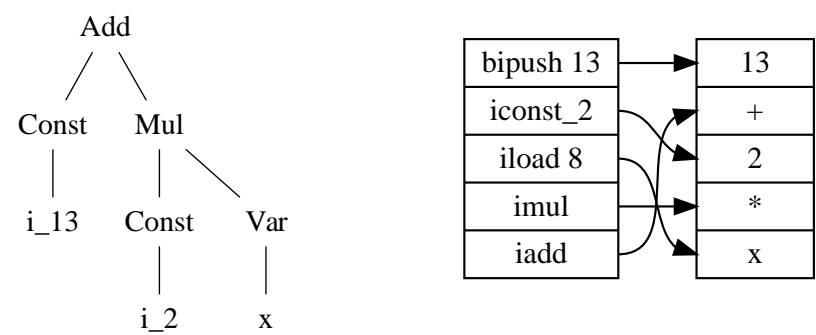 Add
Const Mul
i_13 Const Var
i_2 x
bipush 13 13
iconst_2 +
iload 8 2
imul *
iadd x